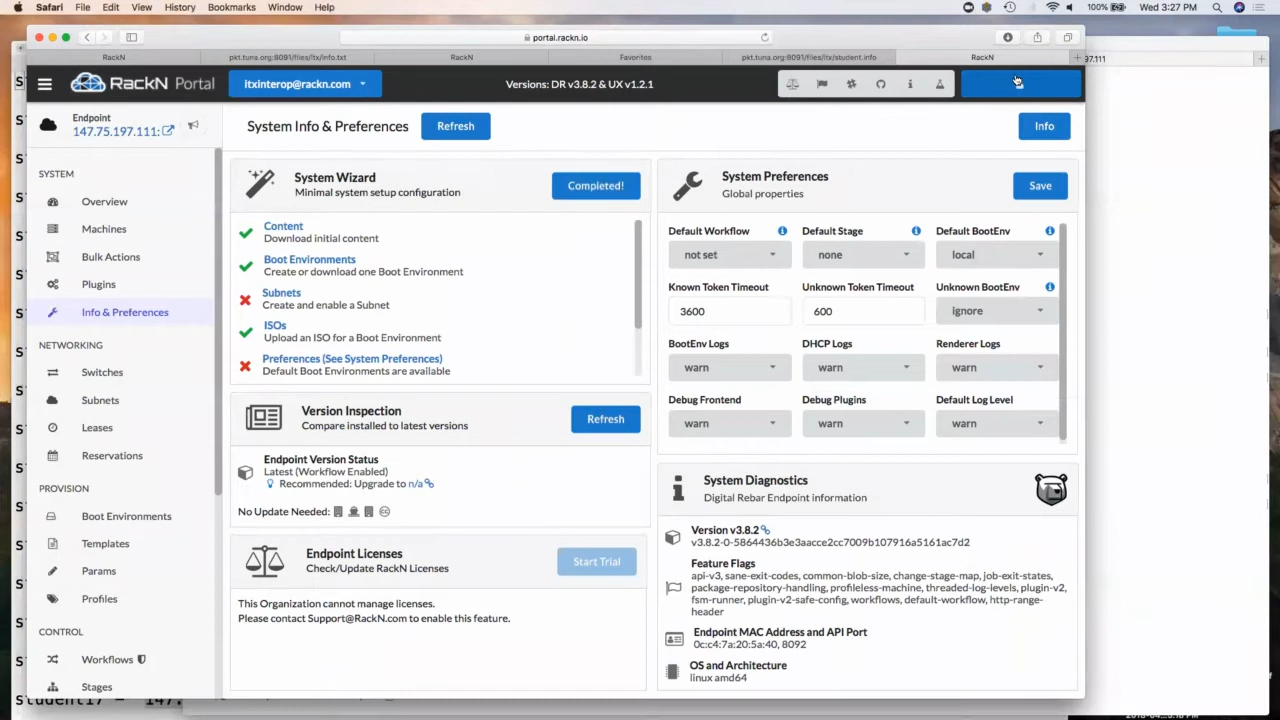 Safari File Edit View History Bookmarks Window Help
100% Wed 3:27 PM
portal.rackn.io
RackN
pkt.tuna.org:8091/files/itx/info.txt
RackN
Favorites
pkt.tuna.org:8091/files/itx/student.info
RackN
97.111
RackN Portal
itxinterop@rackn.com
Versions: DR v3.8.2 & UX v1.2.1
Endpoint
147.75.197.111:
System Info & Preferences
Refresh
Info
SYSTEM
Overview
Machines
Bulk Actions
Plugins
Info & Preferences
NETWORKING
Switches
Subnets
Leases
Reservations
PROVISION
Boot Environments
Templates
Params
Profiles
CONTROL
Workflows
Stages
System Wizard
Minimal system setup configuration
Completed!
Content
Download initial content
Boot Environments
Create or download one Boot Environment
Subnets
Create and enable a Subnet
ISOs
Upload an ISO for a Boot Environment
Preferences (See System Preferences)
Default Boot Environments are available
Version Inspection
Compare installed to latest versions
Refresh
Endpoint Version Status
Latest (Workflow Enabled)
Recommended: Upgrade to n/a
No Update Needed:
Endpoint Licenses
Check/Update RackN Licenses
Start Trial
This Organization cannot manage licenses.
Please contact Support@RackN.com to enable this feature.
System Preferences
Global properties
Save
Default Workflow Default Stage Default BootEnv
not set none local
Known Token Timeout Unknown Token Timeout Unknown BootEnv
3600 600 ignore
BootEnv Logs DHCP Logs Renderer Logs
warn warn warn
Debug Frontend Debug Plugins Default Log Level
warn warn warn
System Diagnostics
Digital Rebar Endpoint information
Version v3.8.2
v3.8.2-0-5864436b3e3aacce2cc7009b107916a5161ac7d2
Feature Flags
api-v3, sane-exit-codes, common-blob-size, change-stage-map, job-exit-states,
package-repository-handling, profileless-machine, threaded-log-levels, plugin-v2,
fsm-runner, plugin-v2-safe-config, workflows, default-workflow, http-range-
header
Endpoint MAC Address and API Port
0c:c4:7a:20:5a:40, 8092
OS and Architecture
linux amd64
student17 = 147.